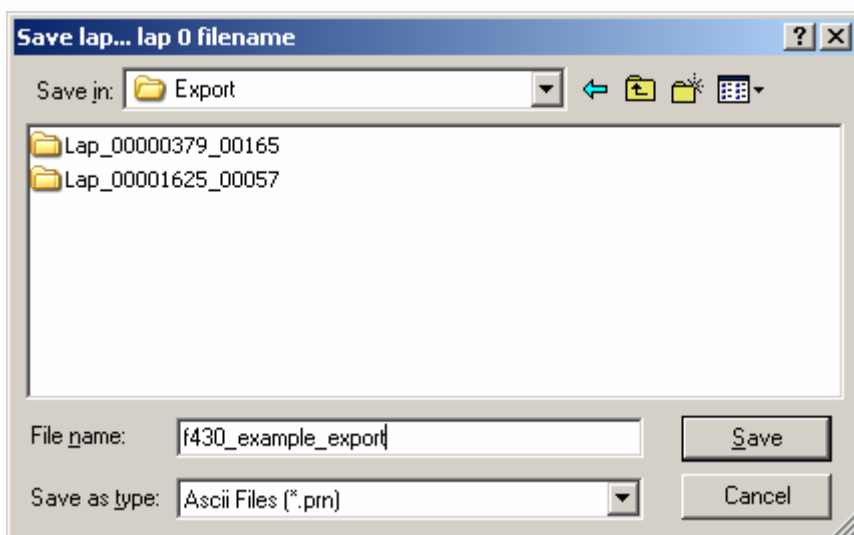 Save lap... lap 0 filename
Save in: Export
Lap_00000379_00165
Lap_00001625_00057
File name: f430_example_export Save
Save as type: Ascii Files (*.prn) Cancel